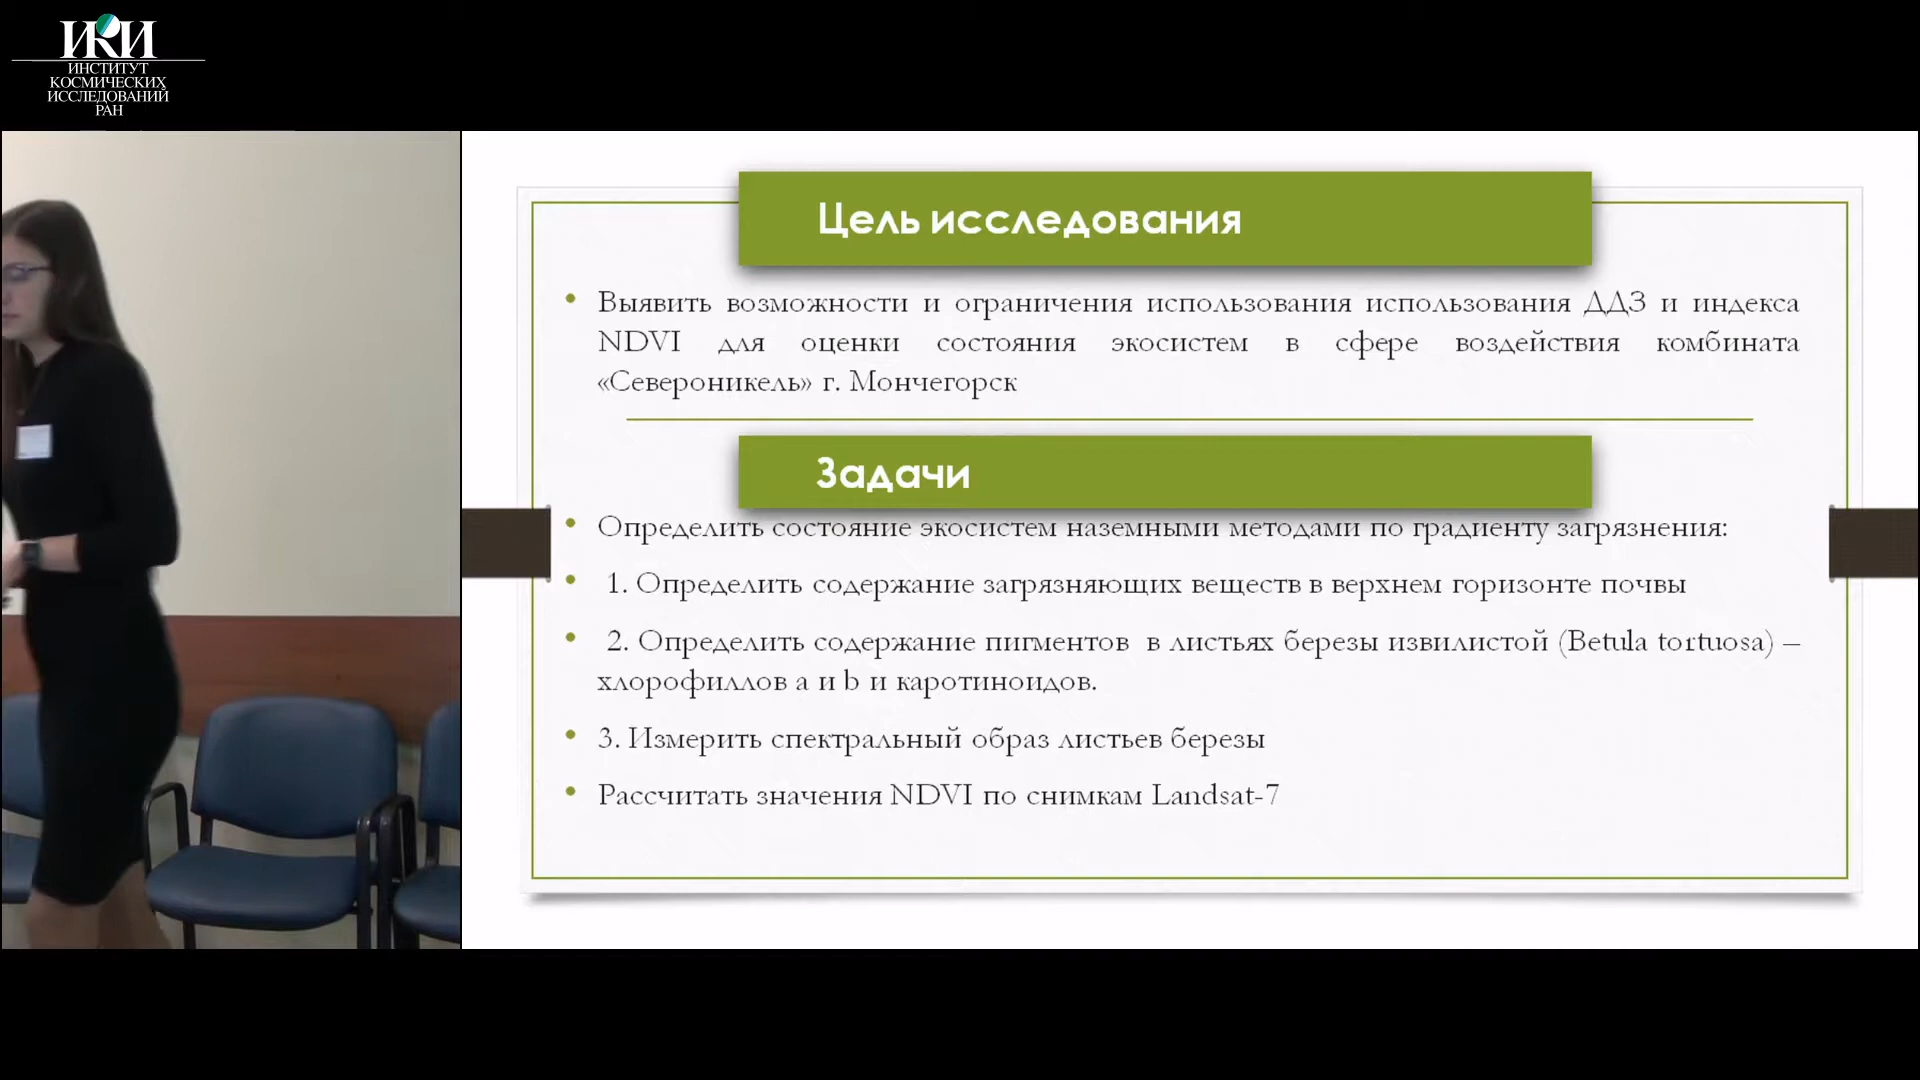 ИКИ
ИНСТИТУТ
КОСМИЧЕСКИХ
ИССЛЕДОВАНИЙ
РАН
Цель исследования
• Выявить возможности и ограничения использования использования ДДЗ и индекса
NDVI для оценки состояния экосистем в сфере воздействия комбината
«Североникель» г. Мончегорск
Задачи
• Определить состояние экосистем наземными методами по градиенту загрязнения:
• 1. Определить содержание загрязняющих веществ в верхнем горизонте почвы
• 2. Определить содержание пигментов в листьях березы извилистой (Betula tortuosa) –
хлорофиллов a и b и каротиноидов.
• 3. Измерить спектральный образ листьев березы
• Рассчитать значения NDVI по снимкам Landsat-7